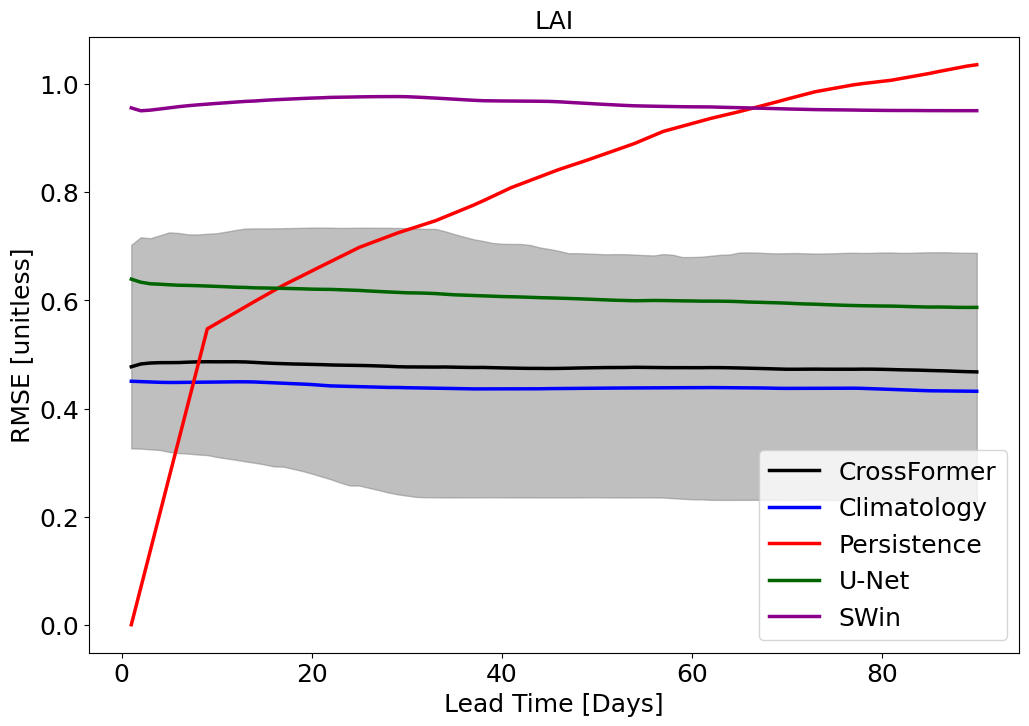 LAI
RMSE [unitless]
1.0
0.8
0.6
0.4
0.2
0.0
0
20
40
60
80
Lead Time [Days]
CrossFormer
Climatology
Persistence
U-Net
SWin